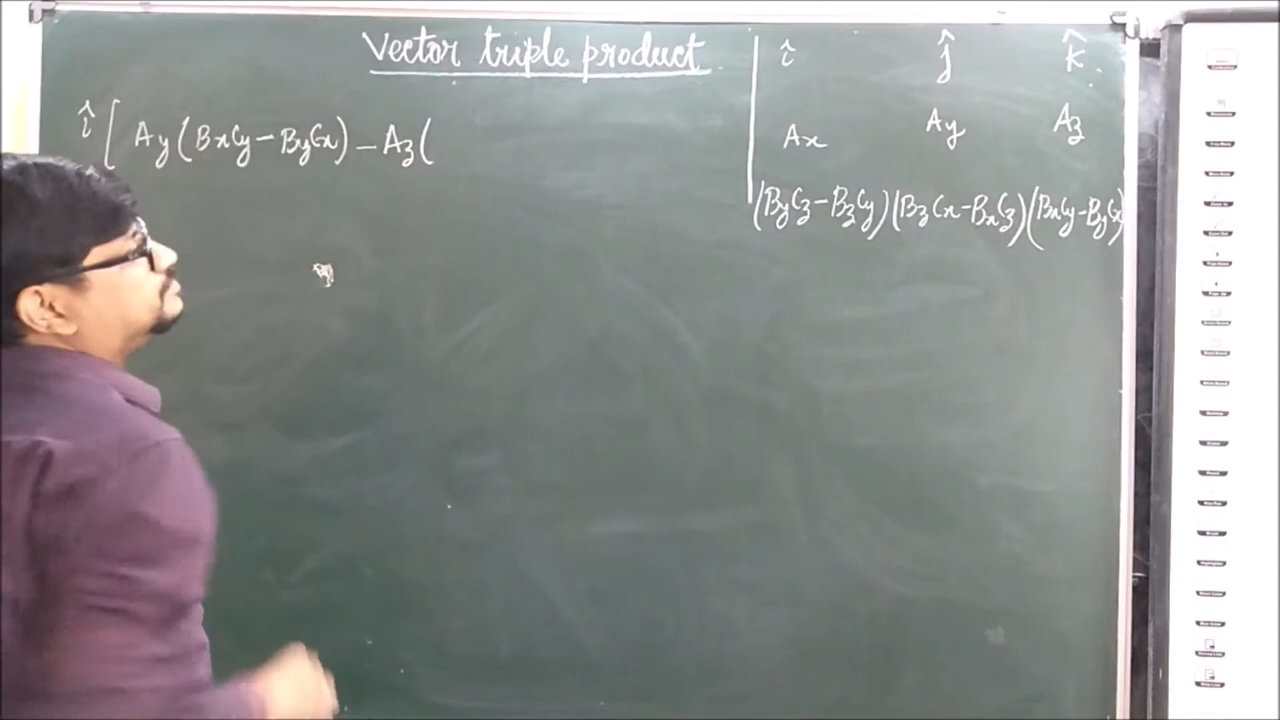 Vector triple product
î [ Ay(BxCy-ByCx) - Az(
î ĵ k̂
Ax Ay Az
(ByCz-BzCy)(BzCx-BxCz)(BxCy-ByCx)